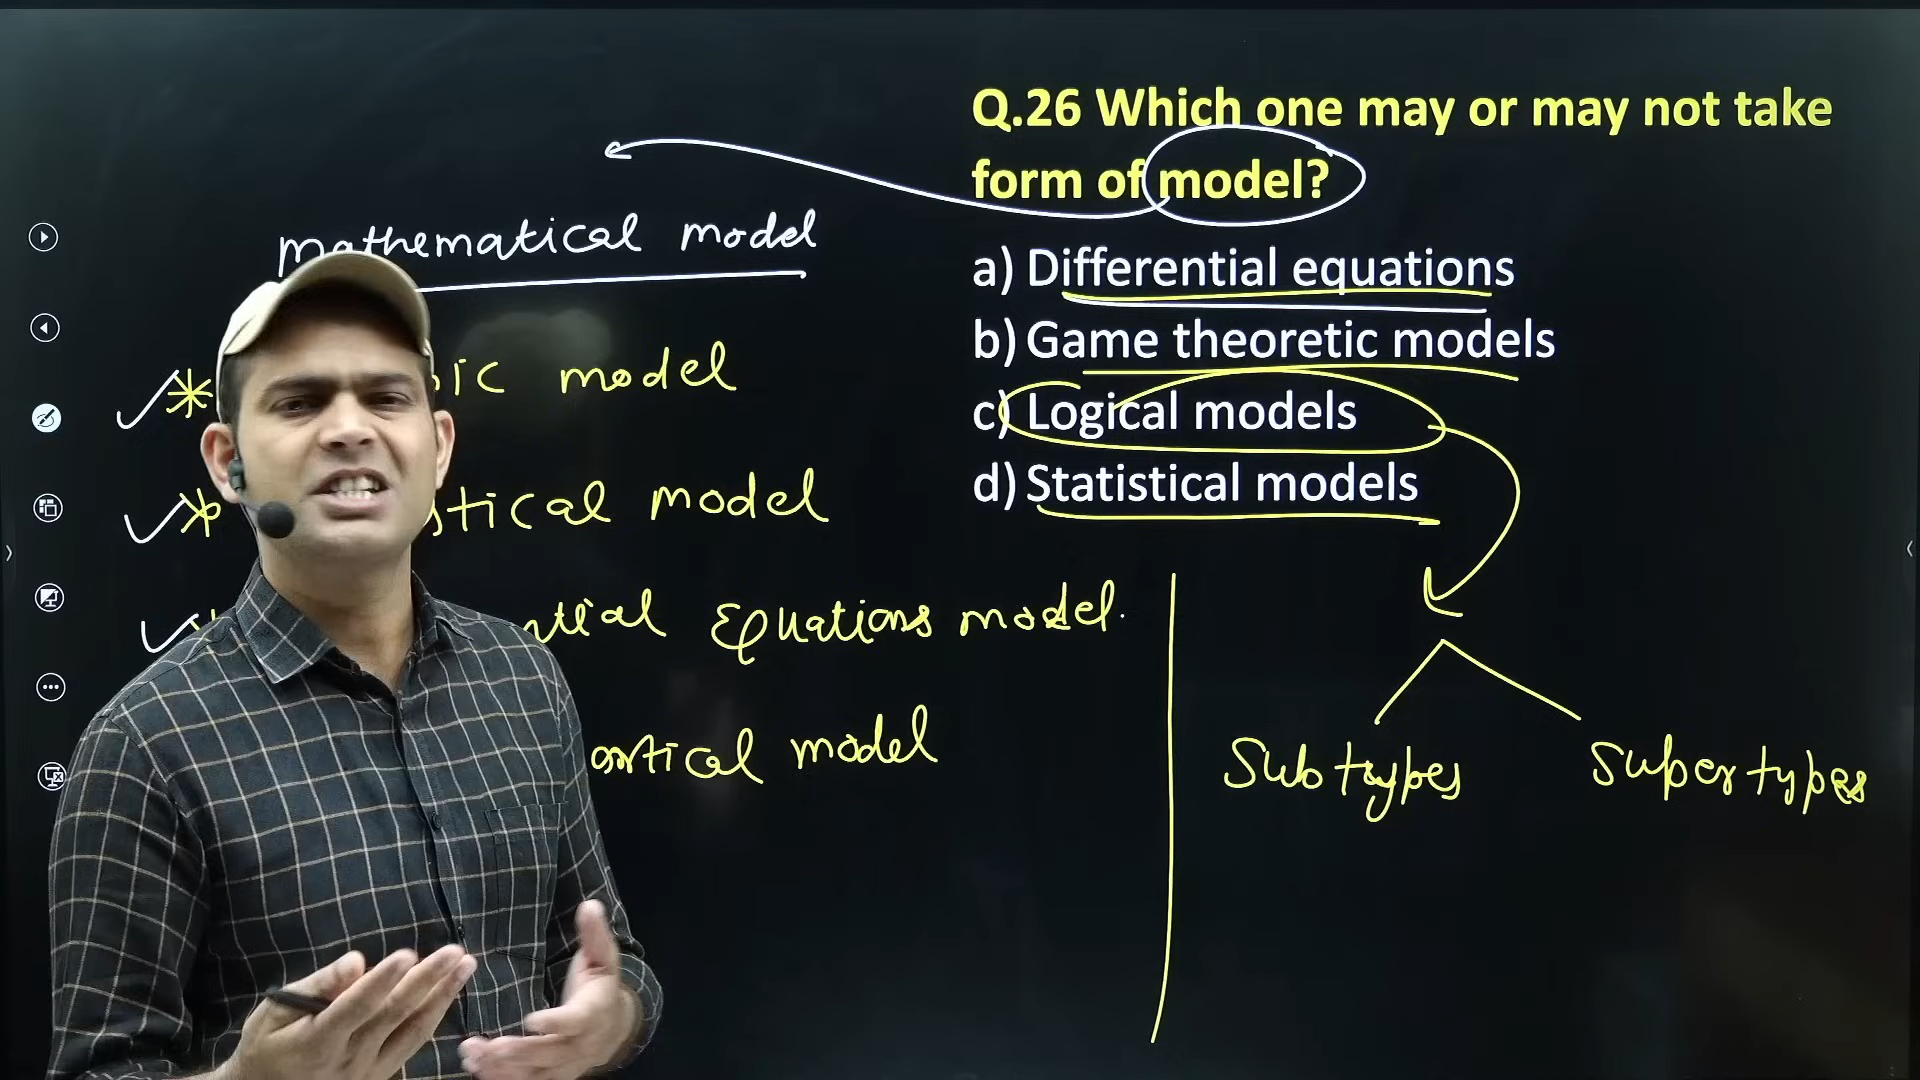 Q.26 Which one may or may not take
form of model?
a) Differential equations
b) Game theoretic models
c) Logical models
d) Statistical models
mathematical model
model
model
Equations model.
model
Subtypes
Supertypes